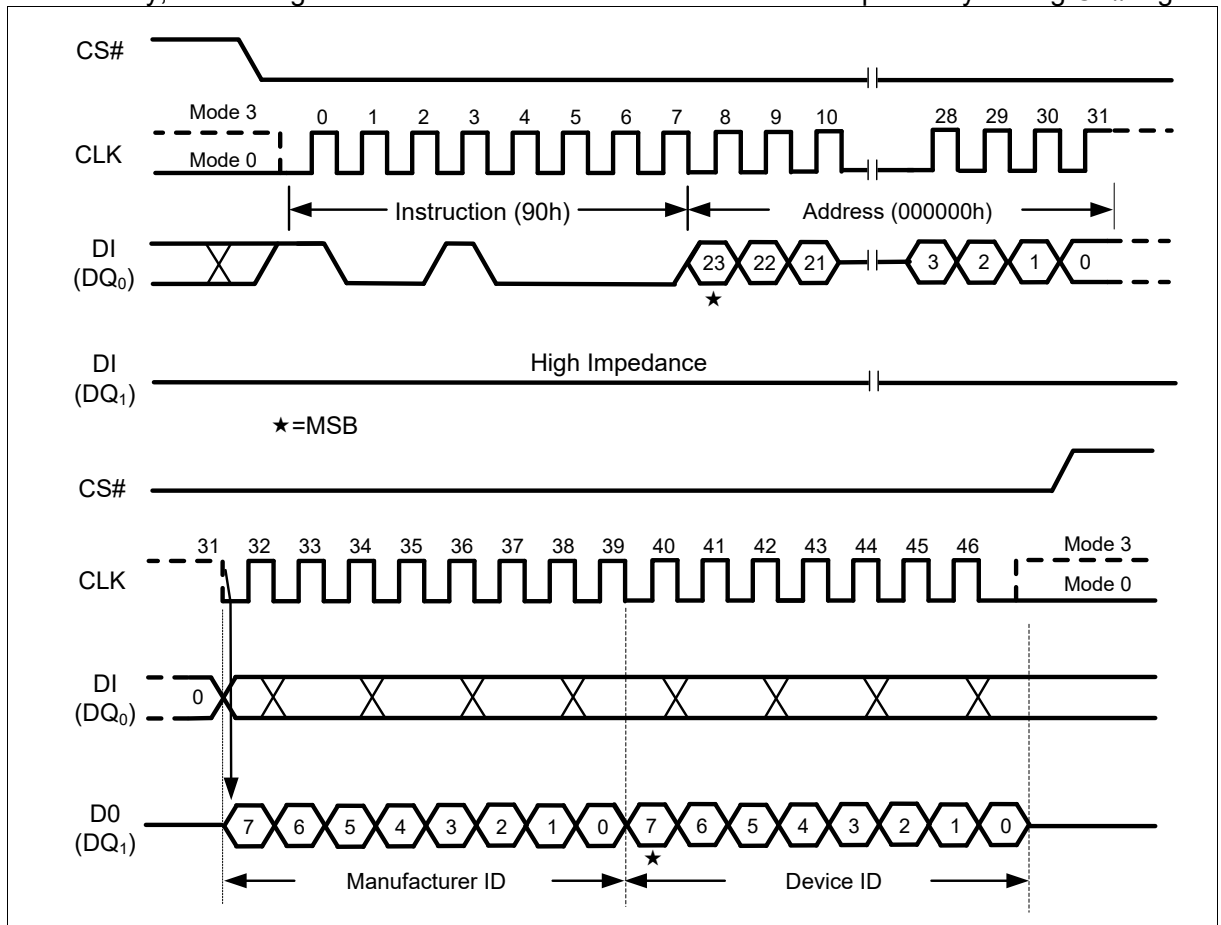 CS#
Mode 3
0 1 2 3 4 5 6 7 8 9 10 28 29 30 31
CLK
Mode 0
Instruction (90h) Address (000000h)
DI
(DQ0)
23 22 21 3 2 1 0
★
DI
(DQ1)
High Impedance
★=MSB
CS#
31 32 33 34 35 36 37 38 39 40 41 42 43 44 45 46 Mode 3
CLK
Mode 0
DI
(DQ0)
0
D0
(DQ1)
7 6 5 4 3 2 1 0 7 6 5 4 3 2 1 0
★
Manufacturer ID Device ID